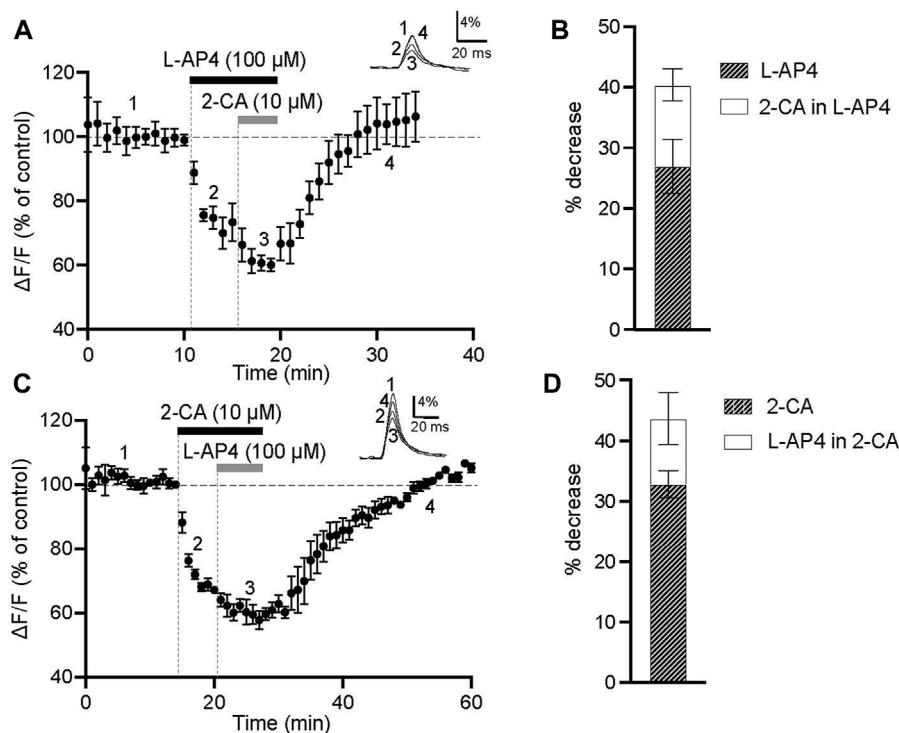 A
L-AP4 (100 µM)
2-CA (10 µM)
1
2
3
4
1
4
2
3
4%
20 ms
120
100
80
60
40
ΔF/F (% of control)
0
10
20
30
40
Time (min)
B
50
40
30
20
10
0
% decrease
L-AP4
2-CA in L-AP4
C
2-CA (10 µM)
L-AP4 (100 µM)
1
2
3
4
1
4
2
3
4%
20 ms
120
100
80
60
40
ΔF/F (% of control)
0
20
40
60
Time (min)
D
50
40
30
20
10
0
% decrease
2-CA
L-AP4 in 2-CA